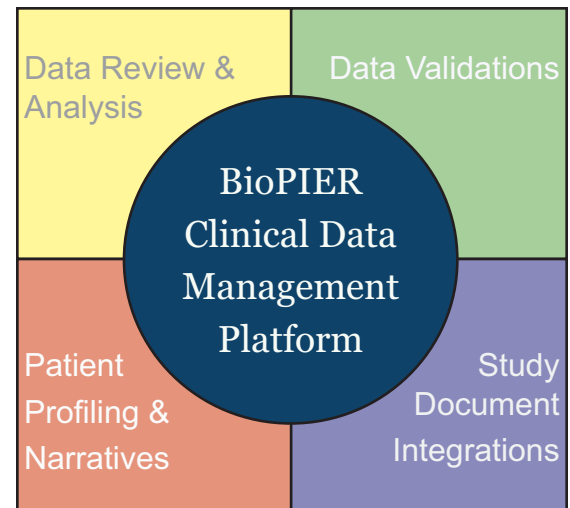 Data Review &
Analysis
Data Validations
BioPIER
Clinical Data
Management
Platform
Patient
Profiling &
Narratives
Study
Document
Integrations